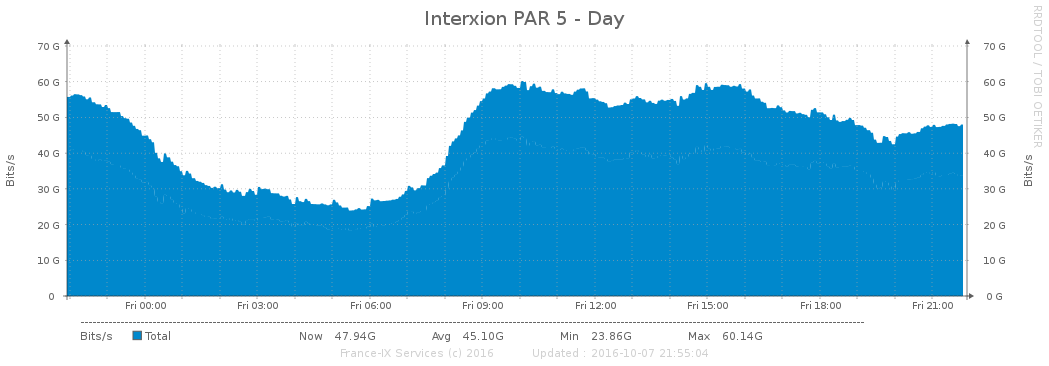 Interxion PAR 5 - Day
RRDTOOL / TOBI OETIKER
Bits/s
Bits/s
70 G 70 G
60 G 60 G
50 G 50 G
40 G 40 G
30 G 30 G
20 G 20 G
10 G 10 G
0 0 G
Fri 00:00 Fri 03:00 Fri 06:00 Fri 09:00 Fri 12:00 Fri 15:00 Fri 18:00 Fri 21:00
Bits/s Total Now 47.94G Avg 45.10G Min 23.86G Max 60.14G
France-IX Services (c) 2016 Updated : 2016-10-07 21:55:04